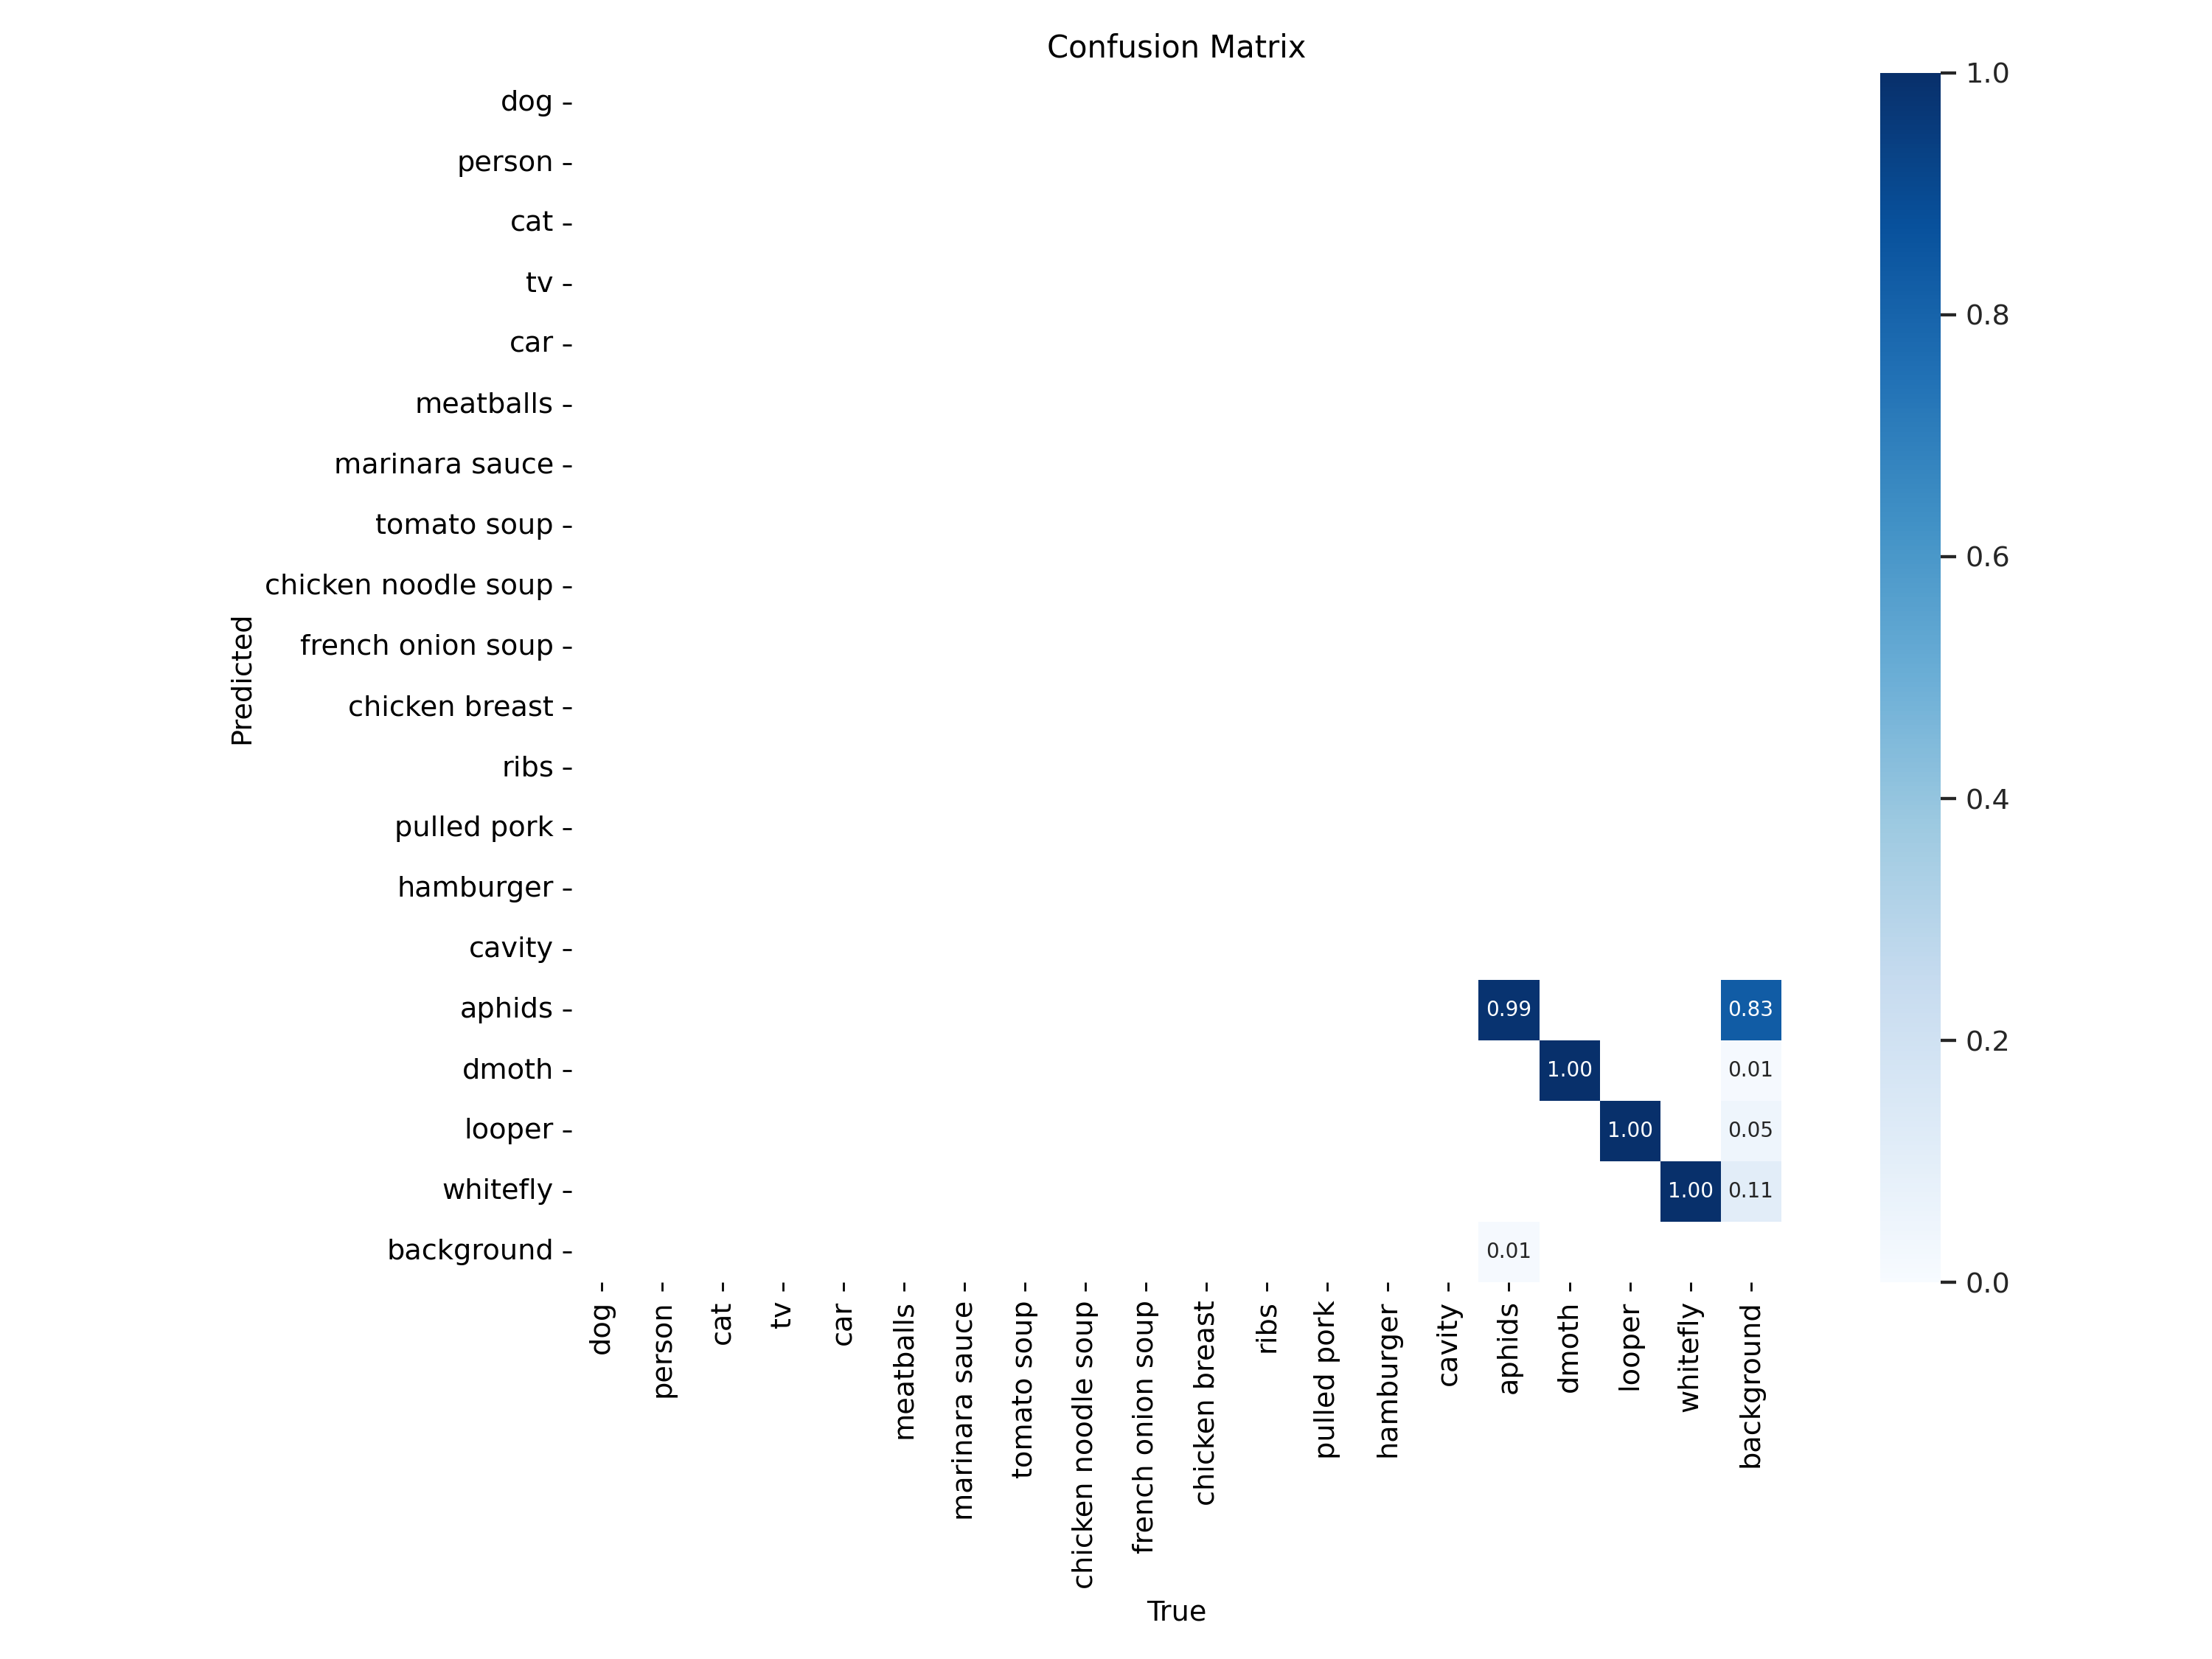 Confusion Matrix
dog
person
cat
tv
car
meatballs
marinara sauce
tomato soup
chicken noodle soup
french onion soup
chicken breast
ribs
pulled pork
hamburger
cavity
aphids
dmoth
looper
whitefly
background
Predicted
0.99 0.83
1.00 0.01
1.00 0.05
1.00 0.11
0.01
dog
person
cat
tv
car
meatballs
marinara sauce
tomato soup
chicken noodle soup
french onion soup
chicken breast
ribs
pulled pork
hamburger
cavity
aphids
dmoth
looper
whitefly
background
True
1.0
0.8
0.6
0.4
0.2
0.0